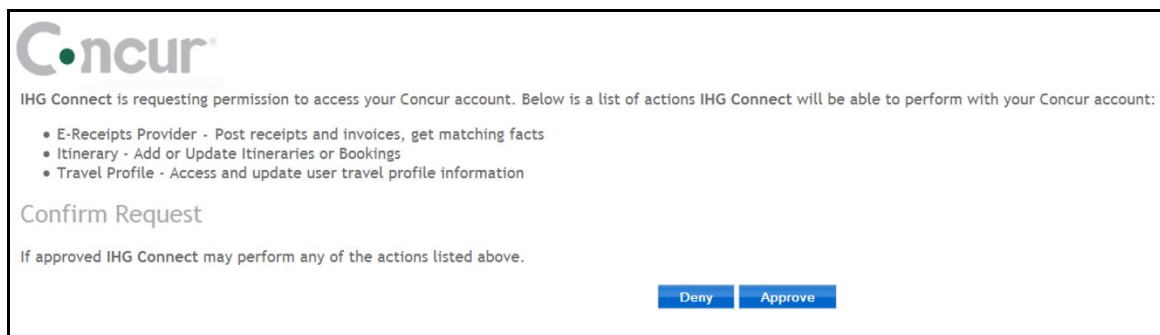 Concur®
IHG Connect is requesting permission to access your Concur account. Below is a list of actions IHG Connect will be able to perform with your Concur account:
• E-Receipts Provider - Post receipts and invoices, get matching facts
• Itinerary - Add or Update Itineraries or Bookings
• Travel Profile - Access and update user travel profile information
Confirm Request
If approved IHG Connect may perform any of the actions listed above.
Deny Approve